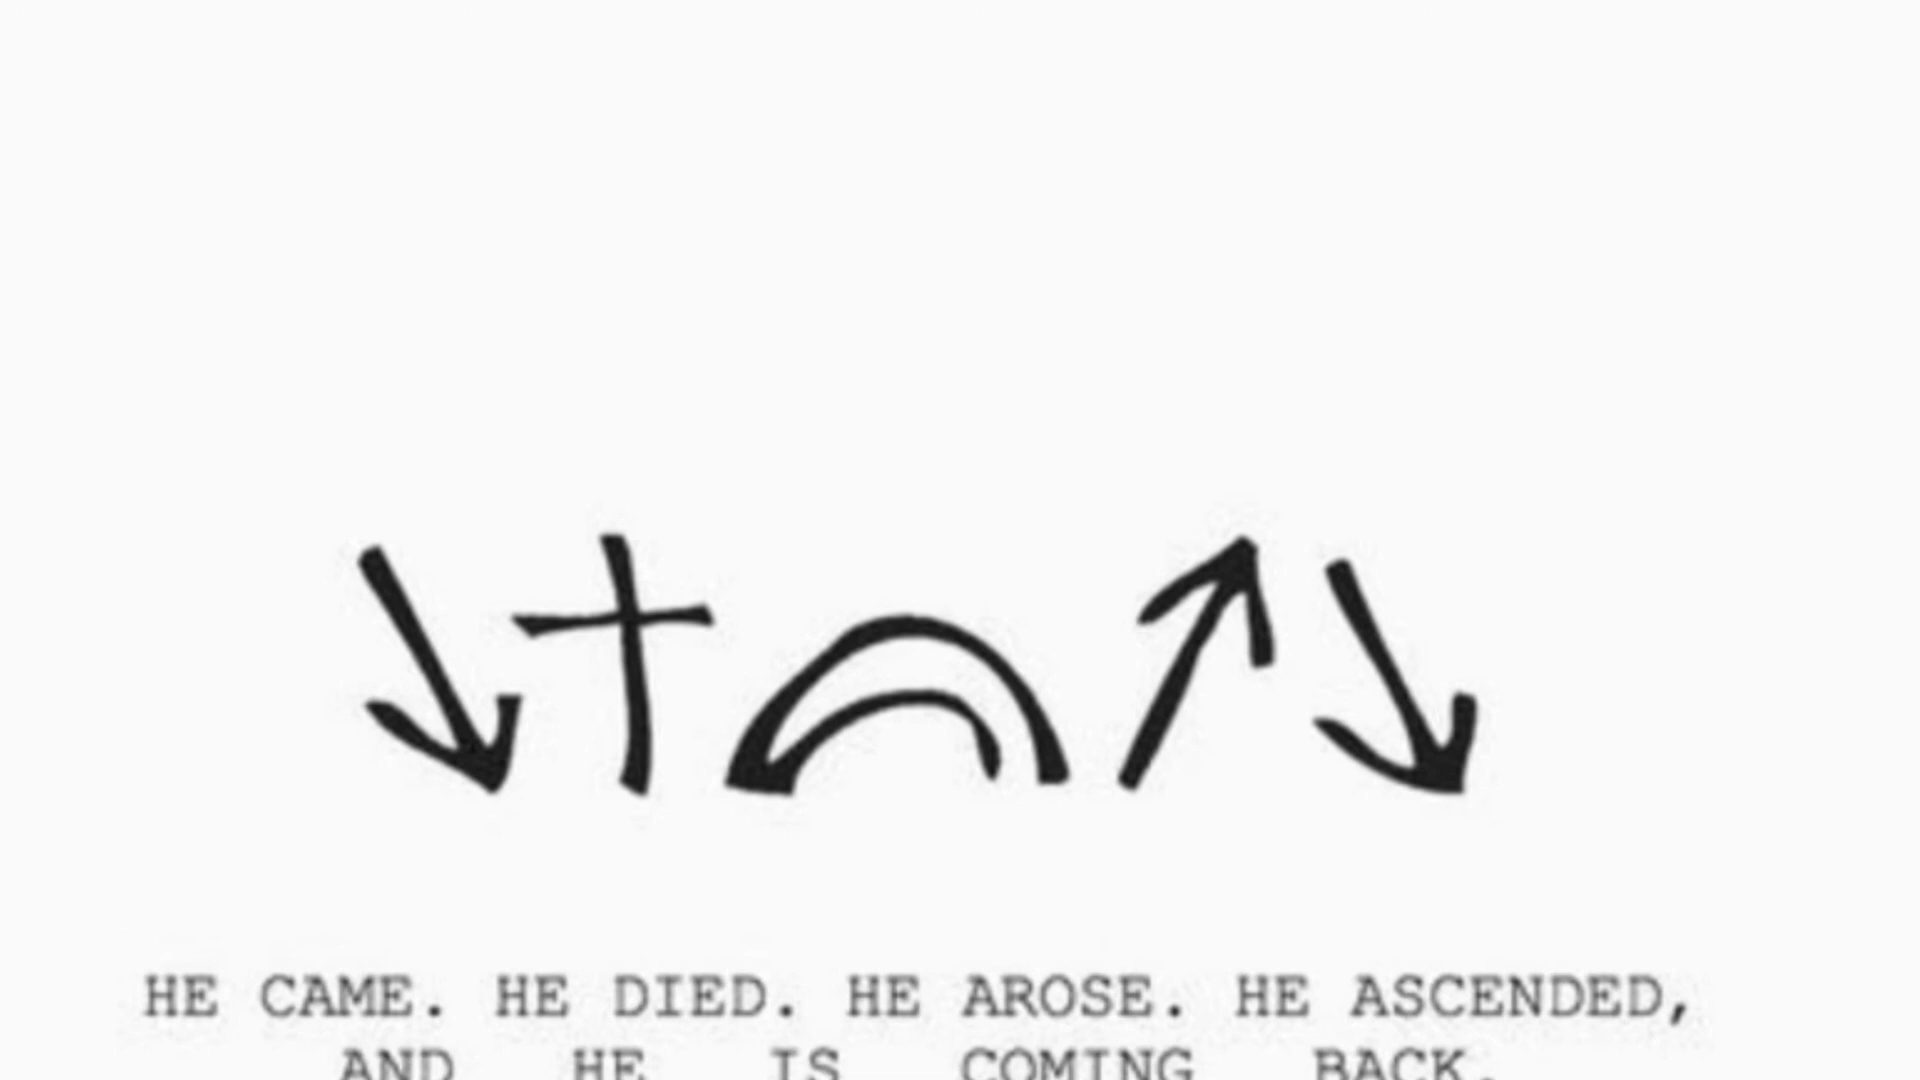 HE CAME. HE DIED. HE AROSE. HE ASCENDED,
AND HE IS COMING BACK.